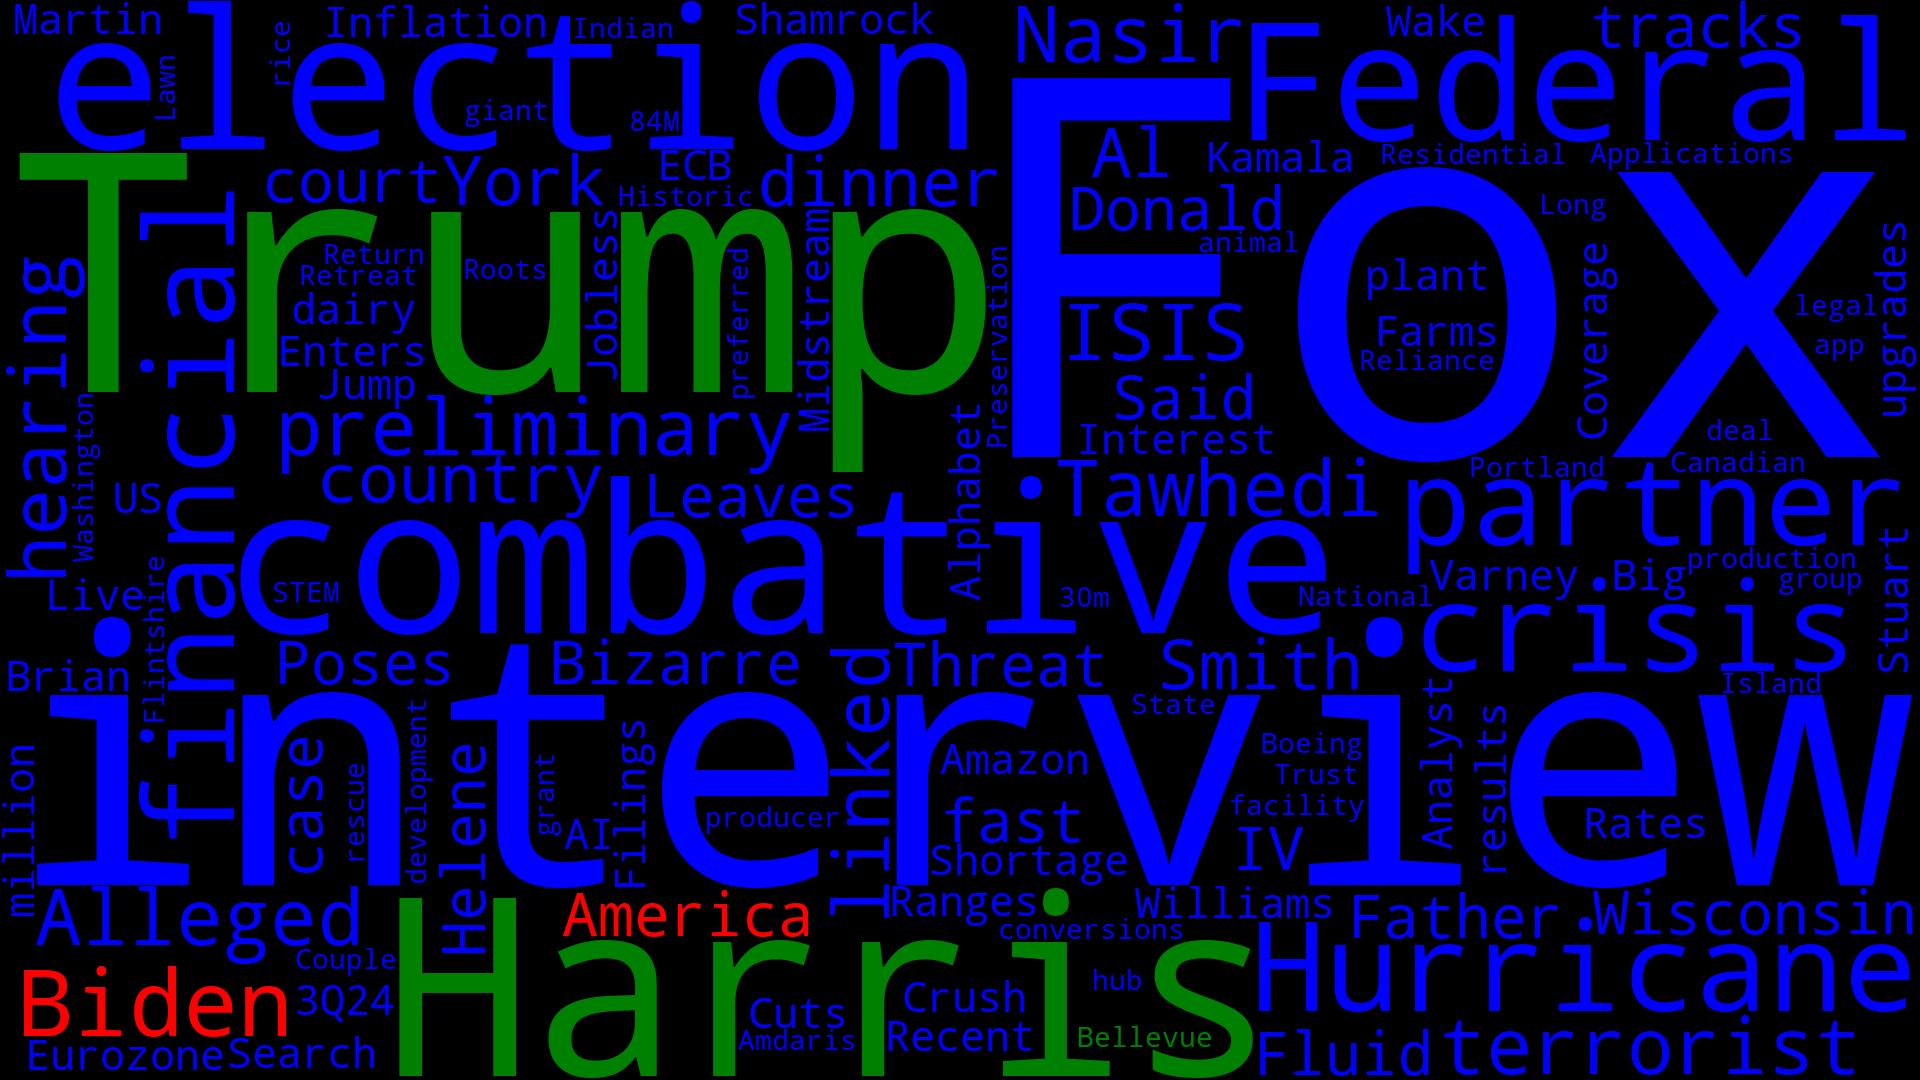 Martin
election
Inflation
Indian
Shamrock
Nasir
Federal
Wake
tracks
Lawn
rice
giant
84M
Fox
Al
Kamala
Residential
Applications
Trump
financial
court
York
ECB
Historic
dinner
Donald
animal
Long
hearing
Return
Retreat
Roots
Jobless
preferred
Midstream
Preservation
dairy
Enters
Jump
ISIS
plant
Farms
Reliance
Coverage
legal
app
upgrades
Said
Interest
preliminary
country
Leaves
Alphabet
Tawhedi
Portland
deal
Canadian
partner
Washington
US
combative
30m
National
Varney
Big
production
group
Stuart
Live
Flintshire
STEM
crisis
Brian
Poses
Bizarre
linked
Threat
Smith
State
Island
interview
million
case
rescue
development
Helene
grant
AI
Filings
producer
Amazon
fast
Shortage
Boeing
Trust
facility
IV
Analyst
results
Rates
Alleged
America
Ranges
Williams
conversions
Father
Wisconsin
Biden
Couple
3Q24
Harris
Hurricane
hub
Cuts
Amdaris
Crush
Recent
Bellevue
Eurozone
Search
Fluid
terrorist